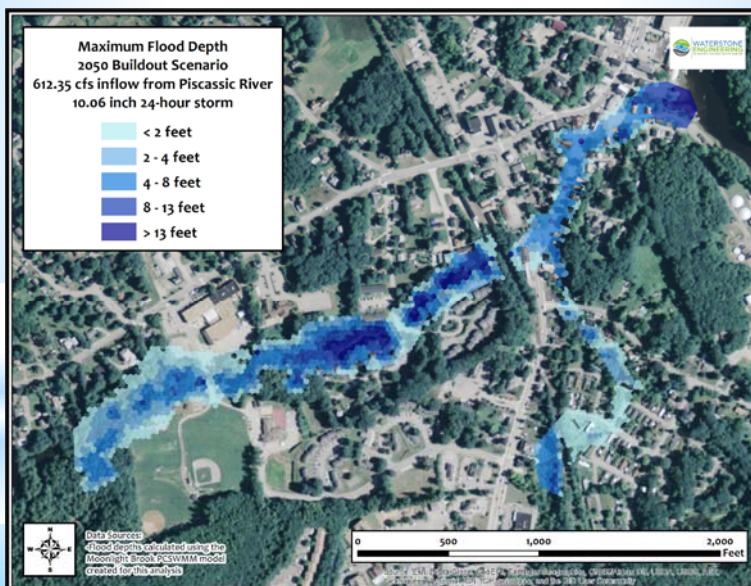 Maximum Flood Depth
2050 Buildout Scenario
612.35 cfs inflow from Piscassic River
10.06 inch 24-hour storm
< 2 feet
2 - 4 feet
4 - 8 feet
8 - 13 feet
> 13 feet
WATERSTONE
ENGINEERING
N
W E
S
Data Sources:
-Flood depths calculated using the
Moonlight Brook PCSWMM model
created for this analysis
0 500 1,000 2,000
Feet